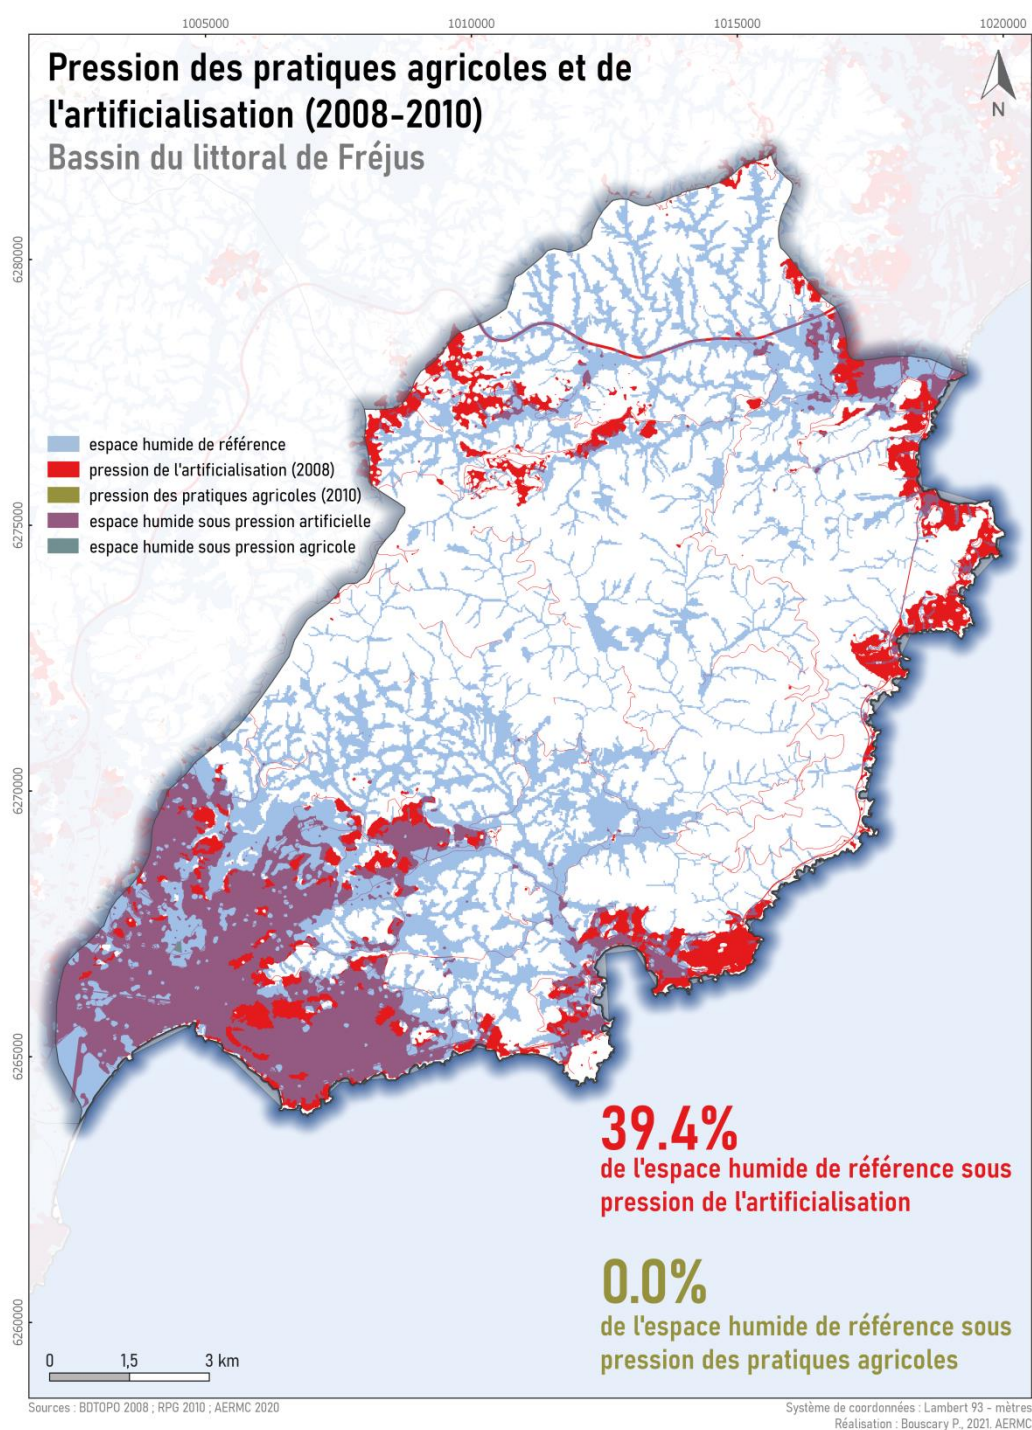 1005000
1010000
1015000
1020000
Pression des pratiques agricoles et de
l'artificialisation (2008-2010)
Bassin du littoral de Fréjus
N
6280000
6275000
6270000
6265000
6260000
espace humide de référence
pression de l'artificialisation (2008)
pression des pratiques agricoles (2010)
espace humide sous pression artificielle
espace humide sous pression agricole
39.4%
de l'espace humide de référence sous
pression de l'artificialisation
0.0%
de l'espace humide de référence sous
pression des pratiques agricoles
0 1,5 3 km
Sources : BDTOPO 2008 ; RPG 2010 ; AERMC 2020
Système de coordonnées : Lambert 93 - mètres
Réalisation : Bouscary P., 2021. AERMC